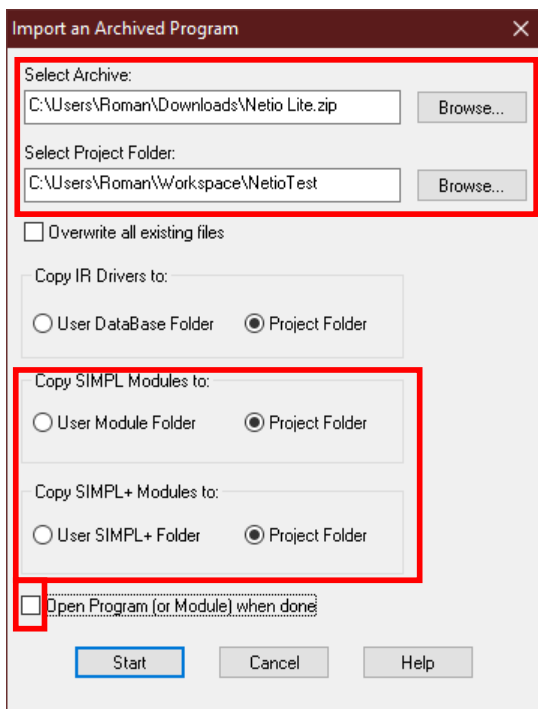 Import an Archived Program
Select Archive:
C:\Users\Roman\Downloads\Netio Lite.zip
Browse...
Select Project Folder:
C:\Users\Roman\Workspace\NetioTest
Browse...
Overwrite all existing files
Copy IR Drivers to:
User DataBase Folder Project Folder
Copy SIMPL Modules to:
User Module Folder Project Folder
Copy SIMPL+ Modules to:
User SIMPL+ Folder Project Folder
Open Program (or Module) when done
Start Cancel Help